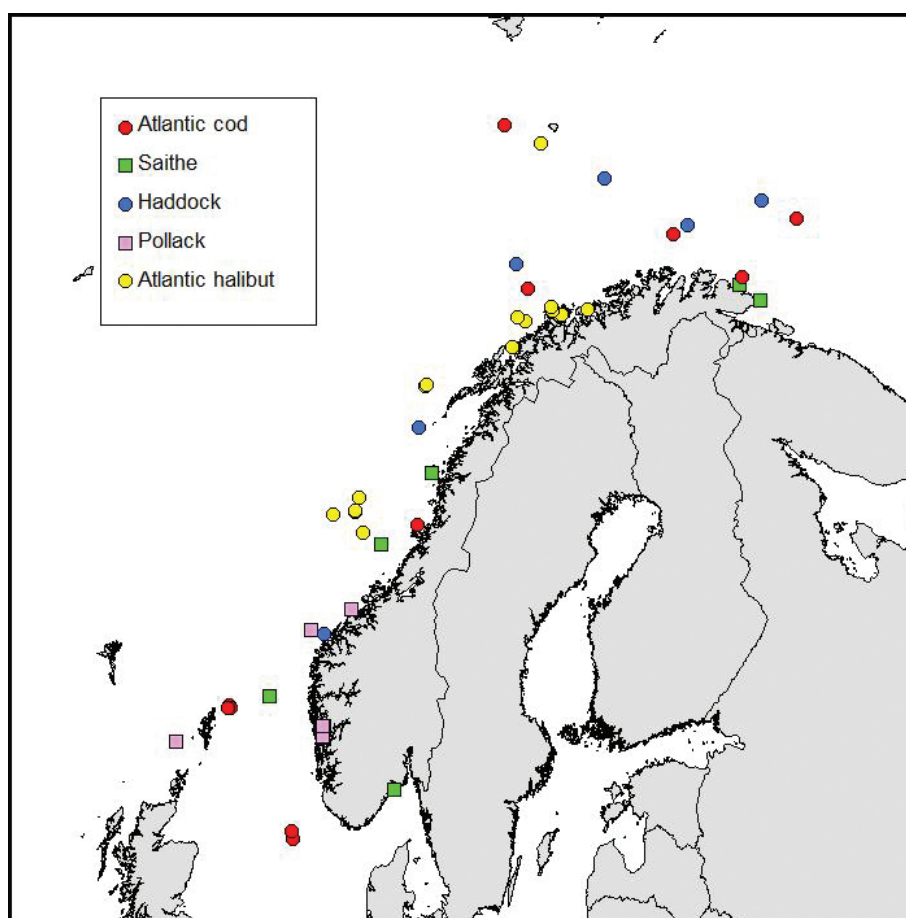 Atlantic cod
Saithe
Haddock
Pollack
Atlantic halibut